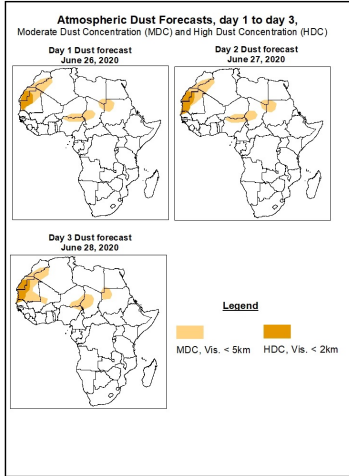 Atmospheric Dust Forecasts, day 1 to day 3,
Moderate Dust Concentration (MDC) and High Dust Concentration (HDC)
Day 1 Dust forecast
June 26, 2020
Day 2 Dust forecast
June 27, 2020
Day 3 Dust forecast
June 28, 2020
Legend
MDC, Vis. < 5km
HDC, Vis. < 2km